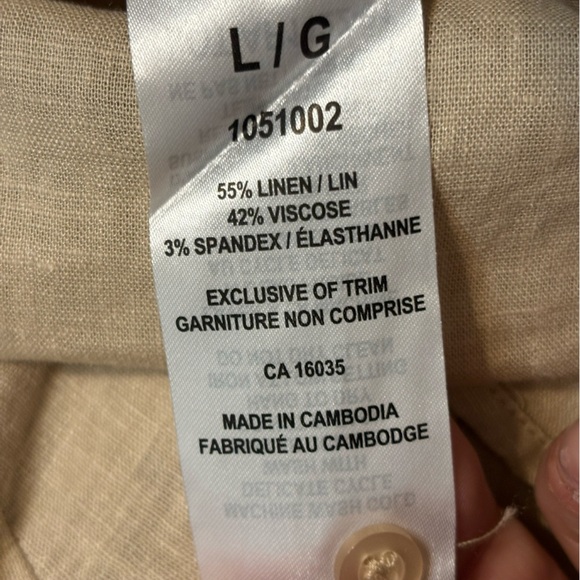 L / G
1051002
55% LINEN / LIN
42% VISCOSE
3% SPANDEX / ÉLASTHANNE
EXCLUSIVE OF TRIM
GARNITURE NON COMPRISE
CA 16035
MADE IN CAMBODIA
FABRIQUÉ AU CAMBODGE